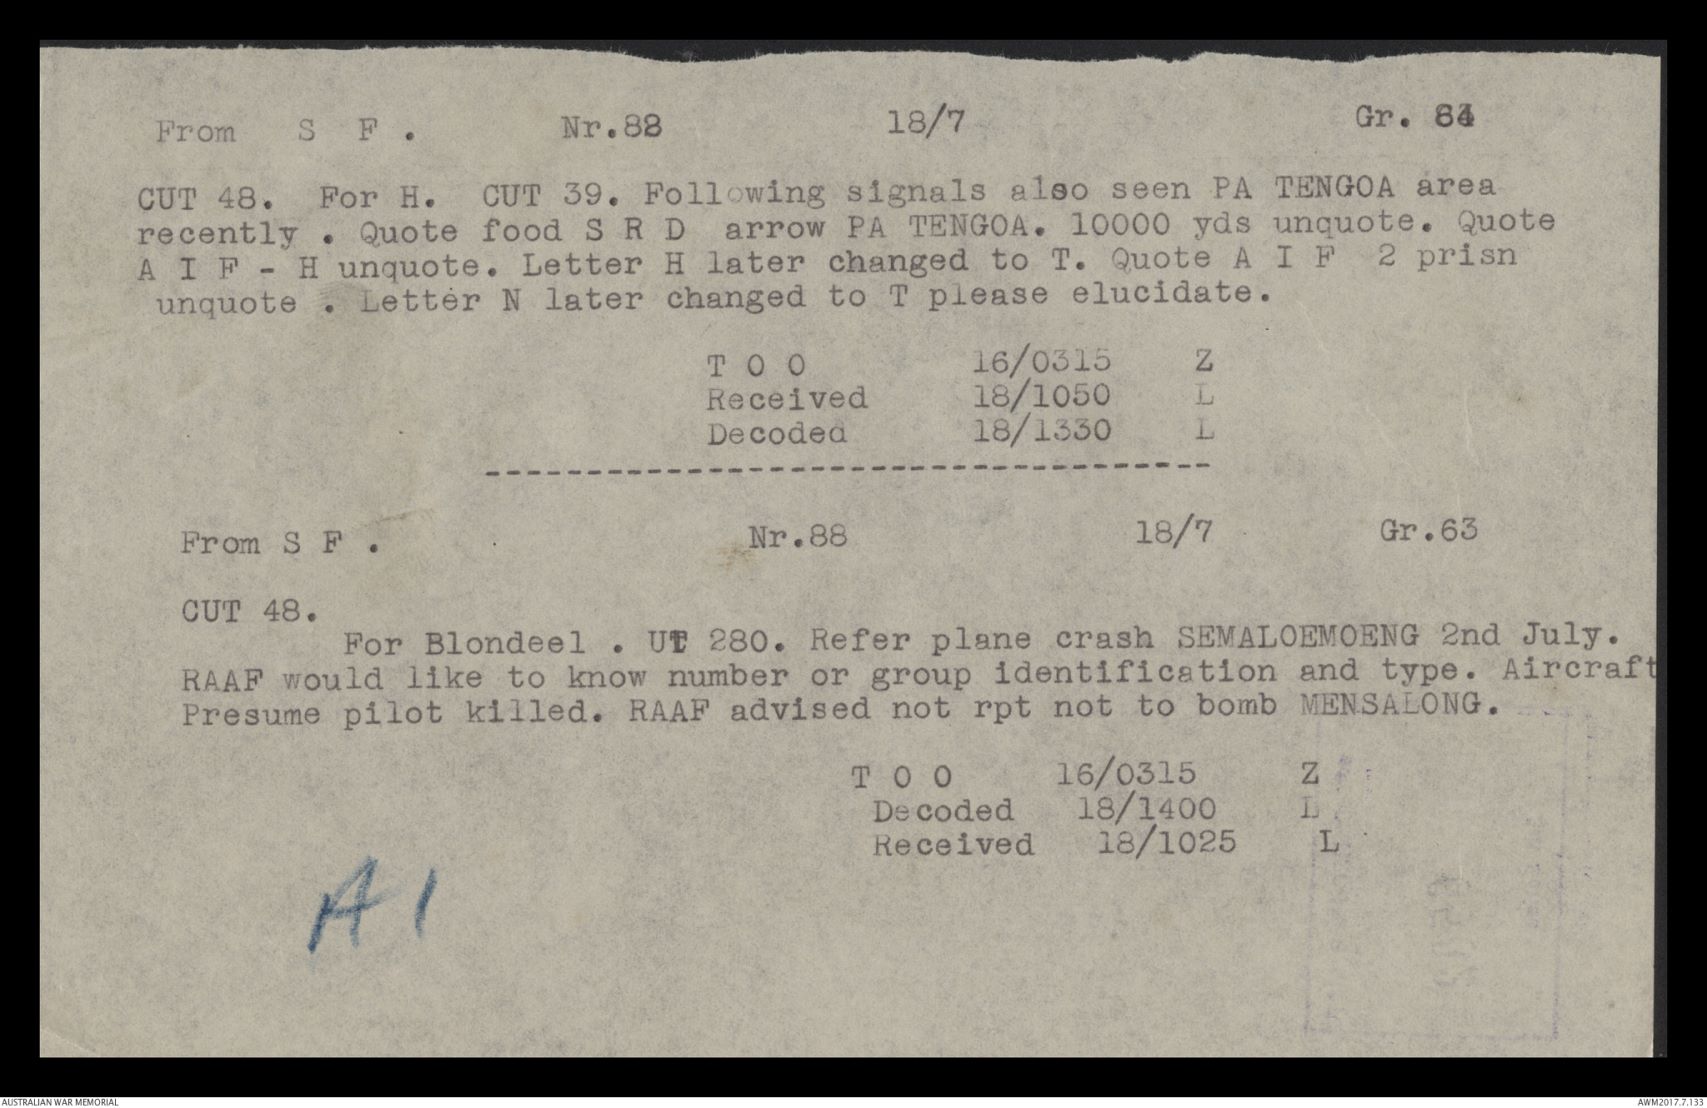 From S F . Nr.88 18/7 Gr. 64
CUT 48. For H. CUT 39. Following signals also seen PA TENGOA area
recently . Quote food S R D arrow PA TENGOA. 10000 yds unquote. Quote
A I F - H unquote. Letter H later changed to T. Quote A I F 2 prisn
unquote . Letter N later changed to T please elucidate.
T O O 16/0315 Z
Received 18/1050 L
Decoded 18/1330 L
------------------------------------
From S F . Nr.88 18/7 Gr.63
CUT 48.
For Blondeel . UT 280. Refer plane crash SEMALOEMOENG 2nd July.
RAAF would like to know number or group identification and type. Aircraft
Presume pilot killed. RAAF advised not rpt not to bomb MENSALONG.
T O O 16/0315 Z
Decoded 18/1400 L
Received 18/1025 L
A 1
AUSTRALIAN WAR MEMORIAL AWM2017.7.133